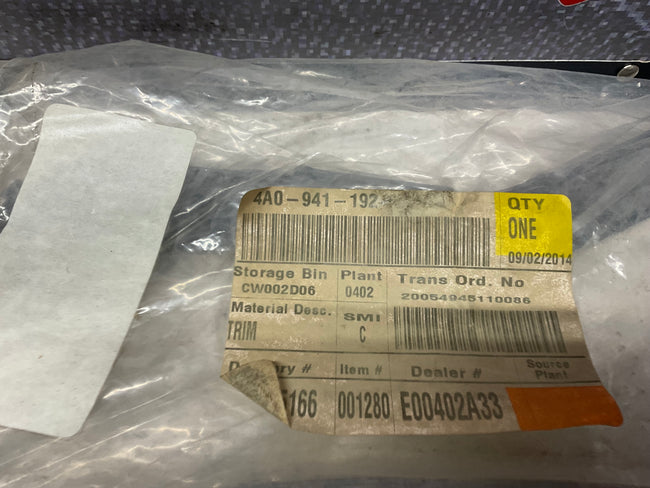 4A0-941-192
QTY
ONE
09/02/2014
Storage Bin Plant Trans Ord. No
CW002D06 0402 20054945110086
Material Desc. SMI
TRIM C
Item # Dealer # Source Plant
166 001280 E00402A33